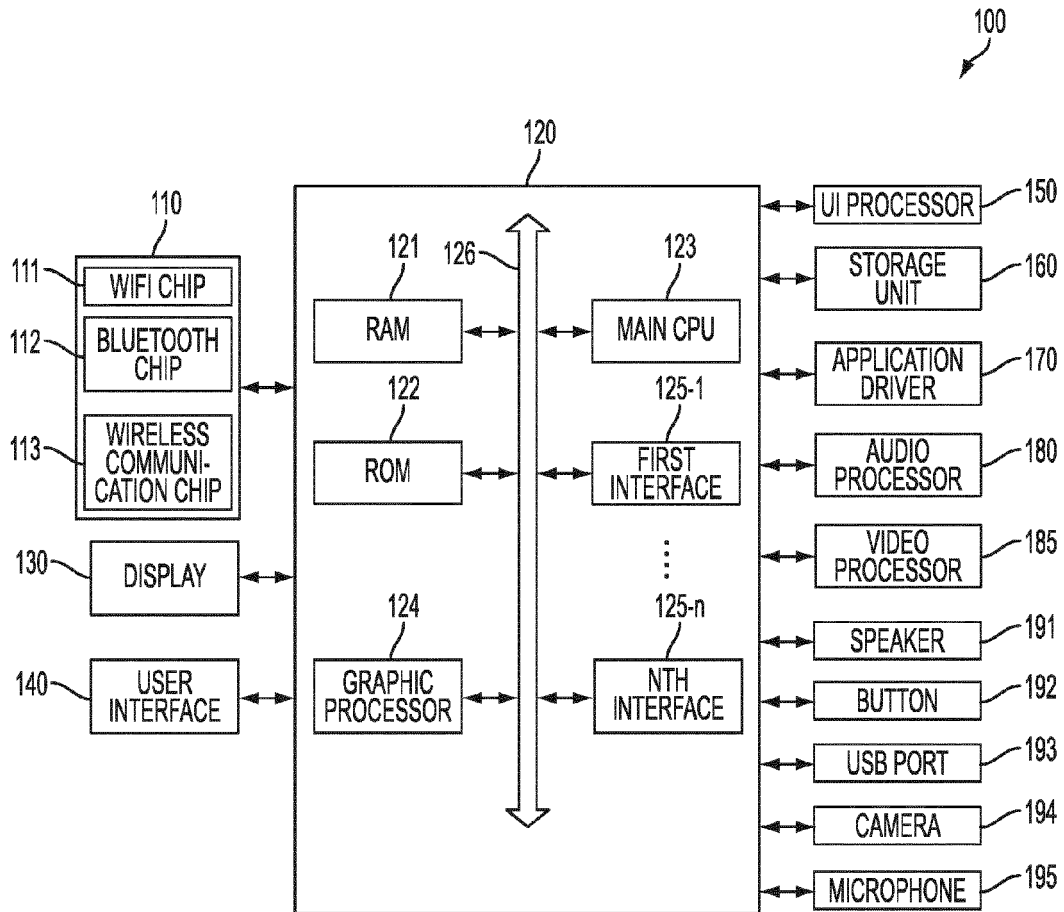 100
120
110
111
WIFI CHIP
112
BLUETOOTH
CHIP
113
WIRELESS
COMMUNI-
CATION CHIP
130
DISPLAY
140
USER
INTERFACE
121
RAM
122
ROM
124
GRAPHIC
PROCESSOR
126
123
MAIN CPU
125-1
FIRST
INTERFACE
125-n
NTH
INTERFACE
UI PROCESSOR
150
STORAGE
UNIT
160
APPLICATION
DRIVER
170
AUDIO
PROCESSOR
180
VIDEO
PROCESSOR
185
SPEAKER
191
BUTTON
192
USB PORT
193
CAMERA
194
MICROPHONE
195